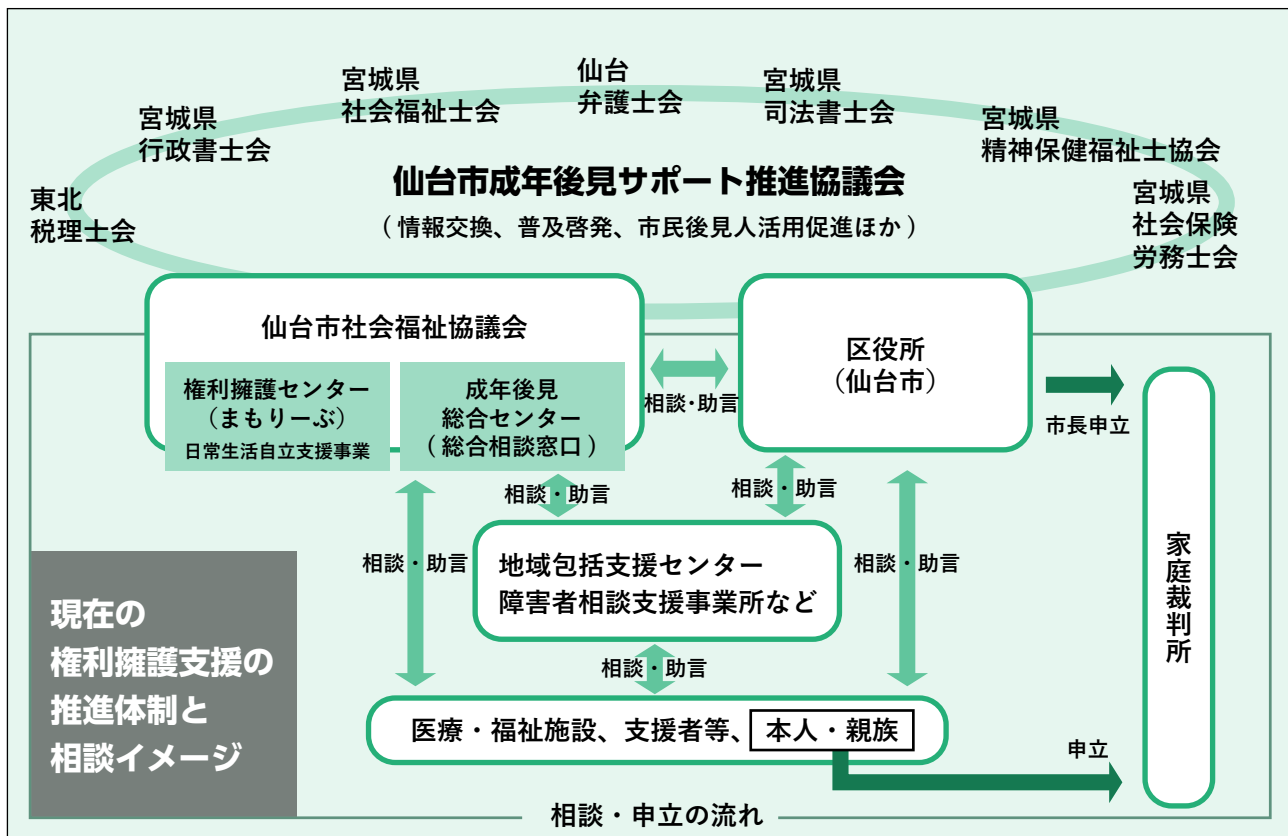 仙台
弁護士会
宮城県
社会福祉士会
宮城県
司法書士会
宮城県
行政書士会
宮城県
精神保健福祉士協会
東北
税理士会
宮城県
社会保険
労務士会
仙台市成年後見サポート推進協議会
(情報交換、普及啓発、市民後見人活用促進ほか)
仙台市社会福祉協議会
権利擁護センター
(まもりーぶ)
日常生活自立支援事業
成年後見
総合センター
(総合相談窓口)
相談・助言
区役所
(仙台市)
市長申立
相談・助言
相談・助言
相談・助言
相談・助言
地域包括支援センター
障害者相談支援事業所など
家庭裁判所
現在の
権利擁護支援の
推進体制と
相談イメージ
相談・助言
医療・福祉施設、支援者等、本人・親族
申立
相談・申立の流れ